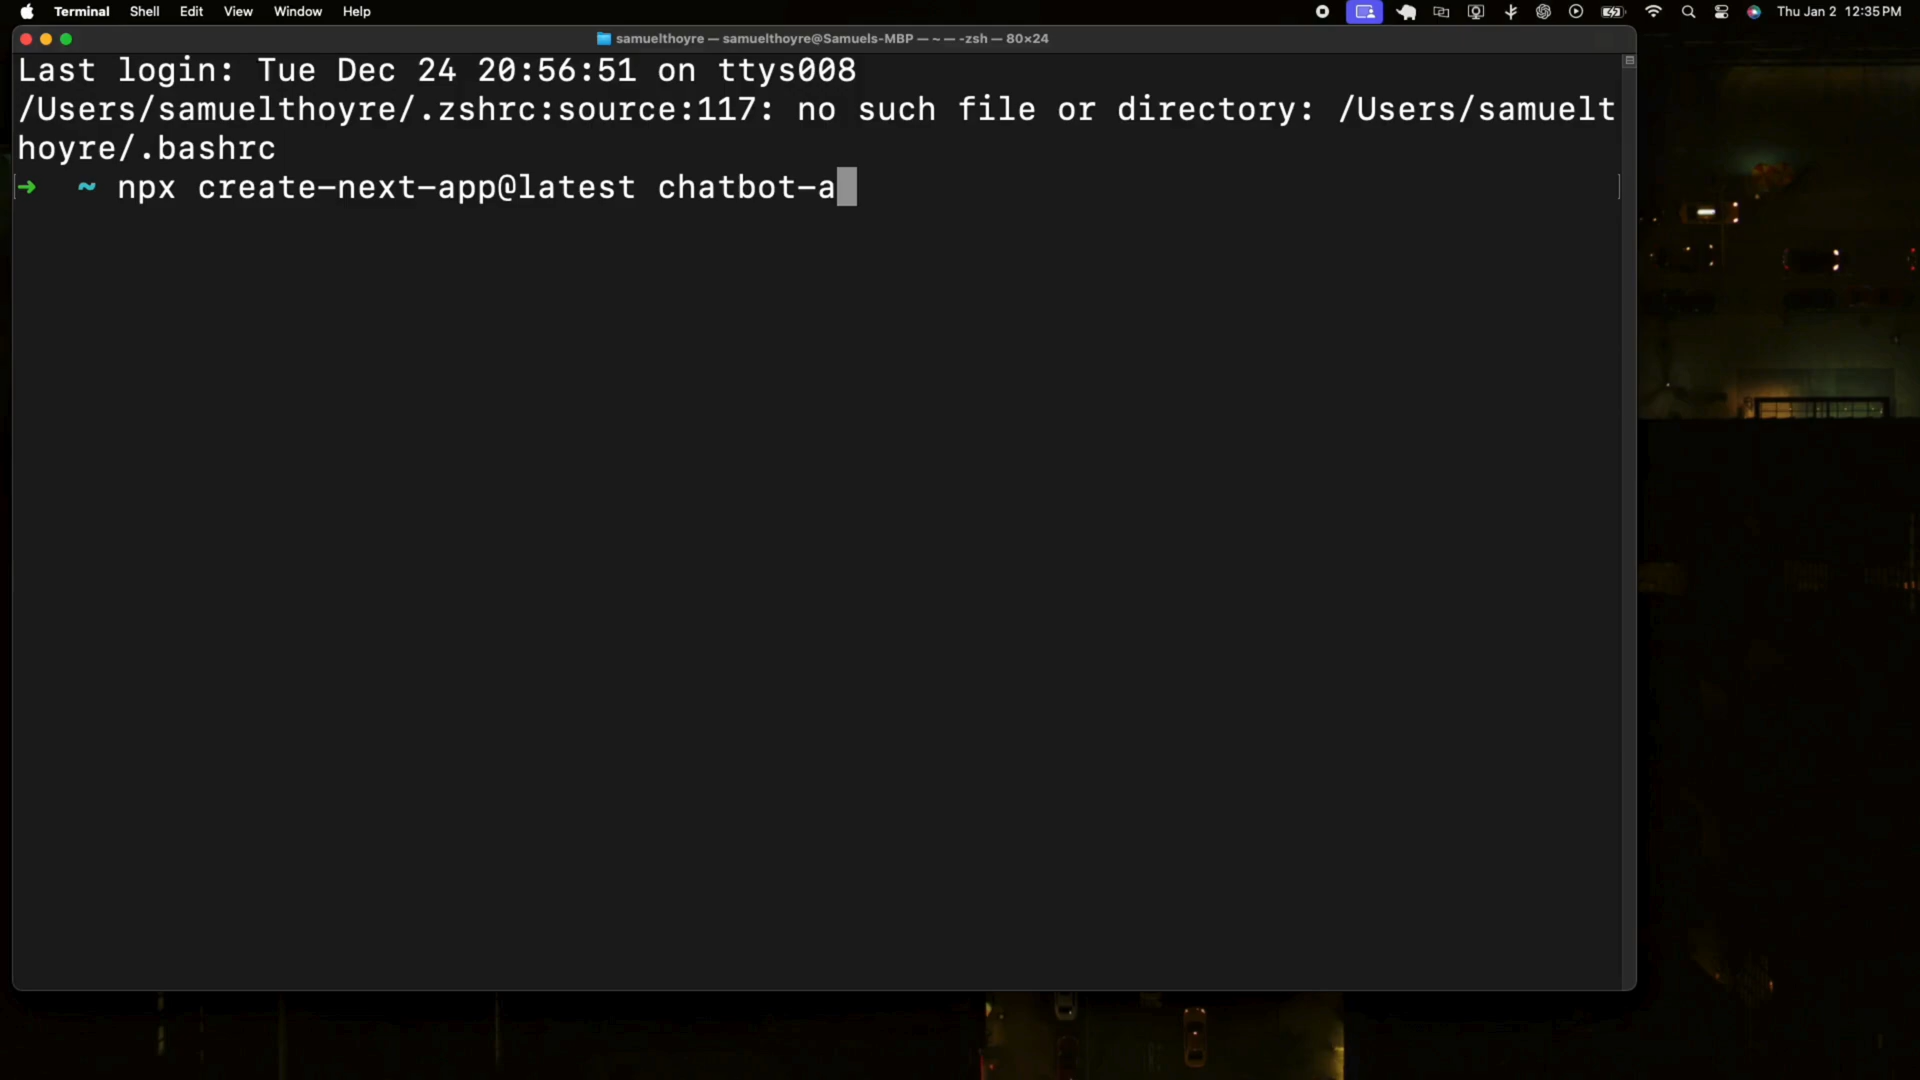 Terminal Shell Edit View Window Help Thu Jan 2 12:35 PM
samuelthoyre — samuelthoyre@Samuels-MBP — ~ — -zsh — 80×24
Last login: Tue Dec 24 20:56:51 on ttys008
/Users/samuelthoyre/.zshrc:source:117: no such file or directory: /Users/samuelt
hoyre/.bashrc
➜ ~ npx create-next-app@latest chatbot-a